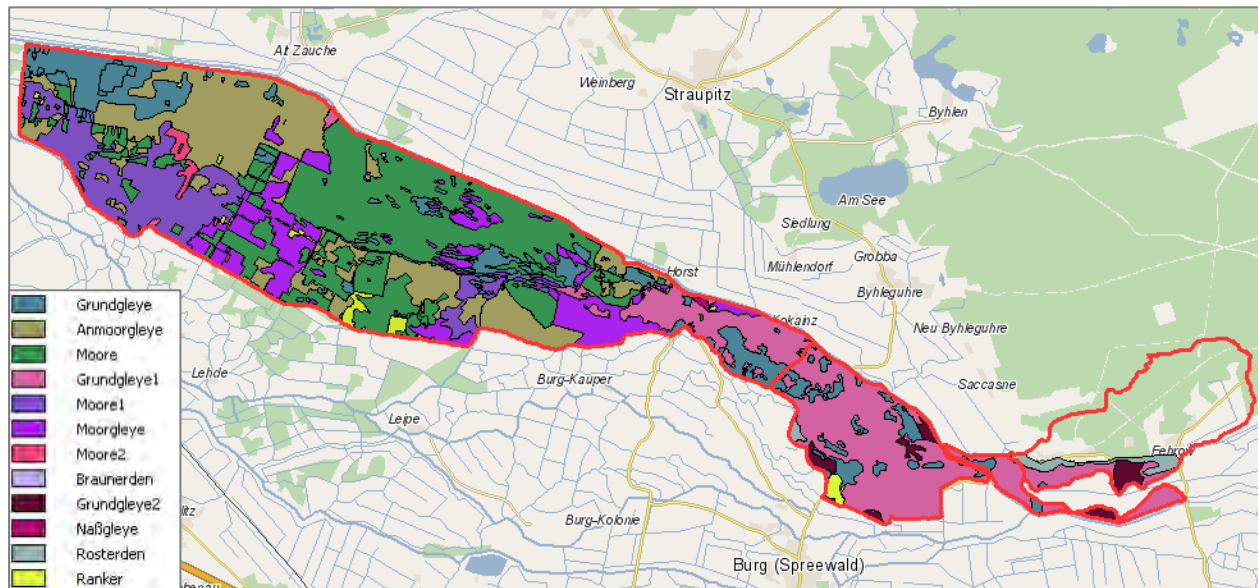 Alt Zauche
Weinberg
Straupitz
Byhlen
Am See
Siedlung
Mühlendorf
Grobba
Horst
Byhleguhre
Kokainz
Neu Byhleguhre
Saccasne
Fehrow
Lehde
Burg-Kauper
Leipe
Burg-Kolonie
Burg (Spreewald)
Grundgleye
Anmoorgleye
Moore
Grundgleye1
Moore1
Moorgleye
Moore2
Braunerden
Grundgleye2
Naßgleye
Rosterden
Ranker